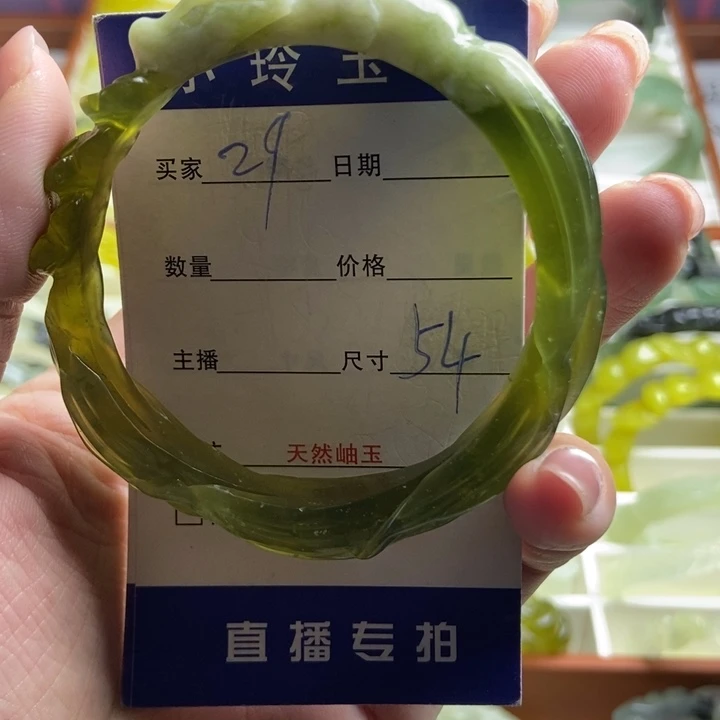 玲玉
买家 29 日期
数量 价格
主播 尺寸 54
天然岫玉
直播专拍